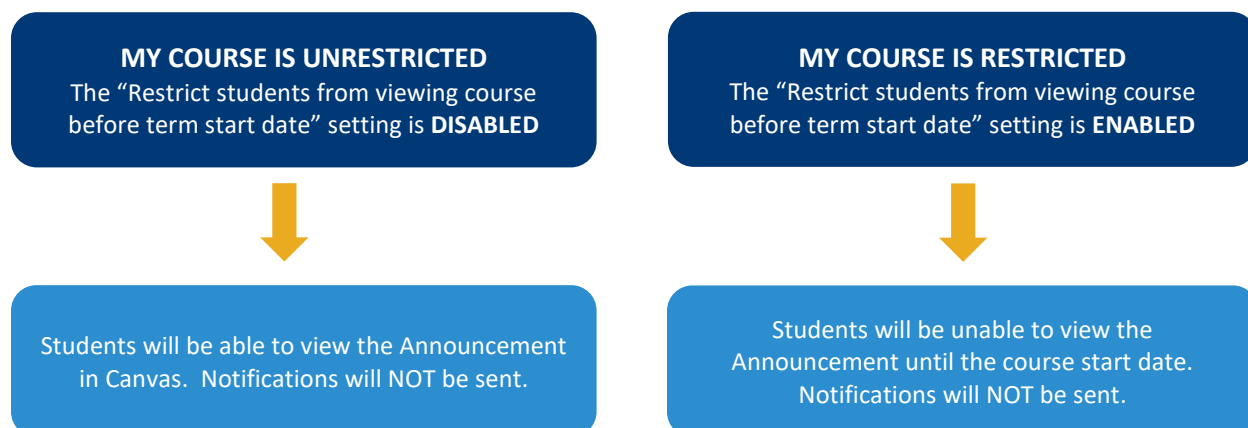 MY COURSE IS UNRESTRICTED
The “Restrict students from viewing course
before term start date” setting is DISABLED
Students will be able to view the Announcement
in Canvas.  Notifications will NOT be sent.
MY COURSE IS RESTRICTED
The “Restrict students from viewing course
before term start date” setting is ENABLED
Students will be unable to view the
Announcement until the course start date.
Notifications will NOT be sent.